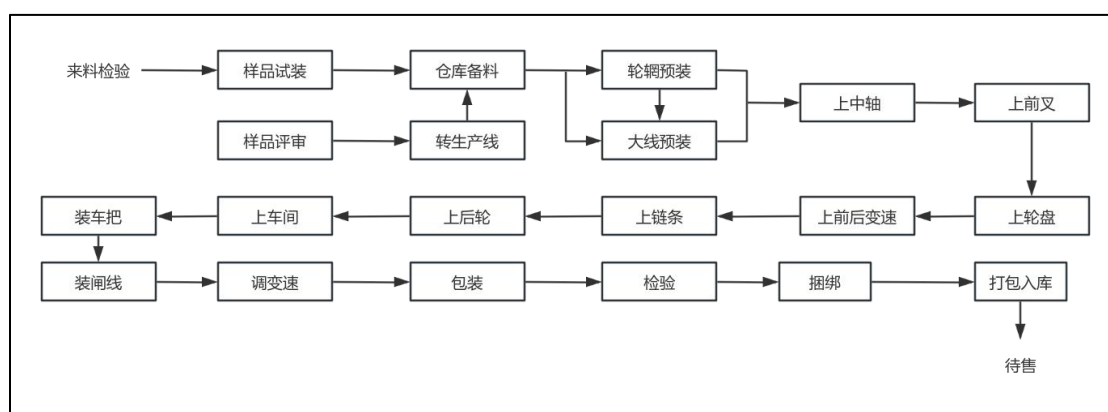 来料检验
样品试装
仓库备料
轮辋预装
上中轴
上前叉
样品评审
转生产线
大线预装
装车把
上车间
上后轮
上链条
上前后变速
上轮盘
装闸线
调变速
包装
检验
捆绑
打包入库
待售